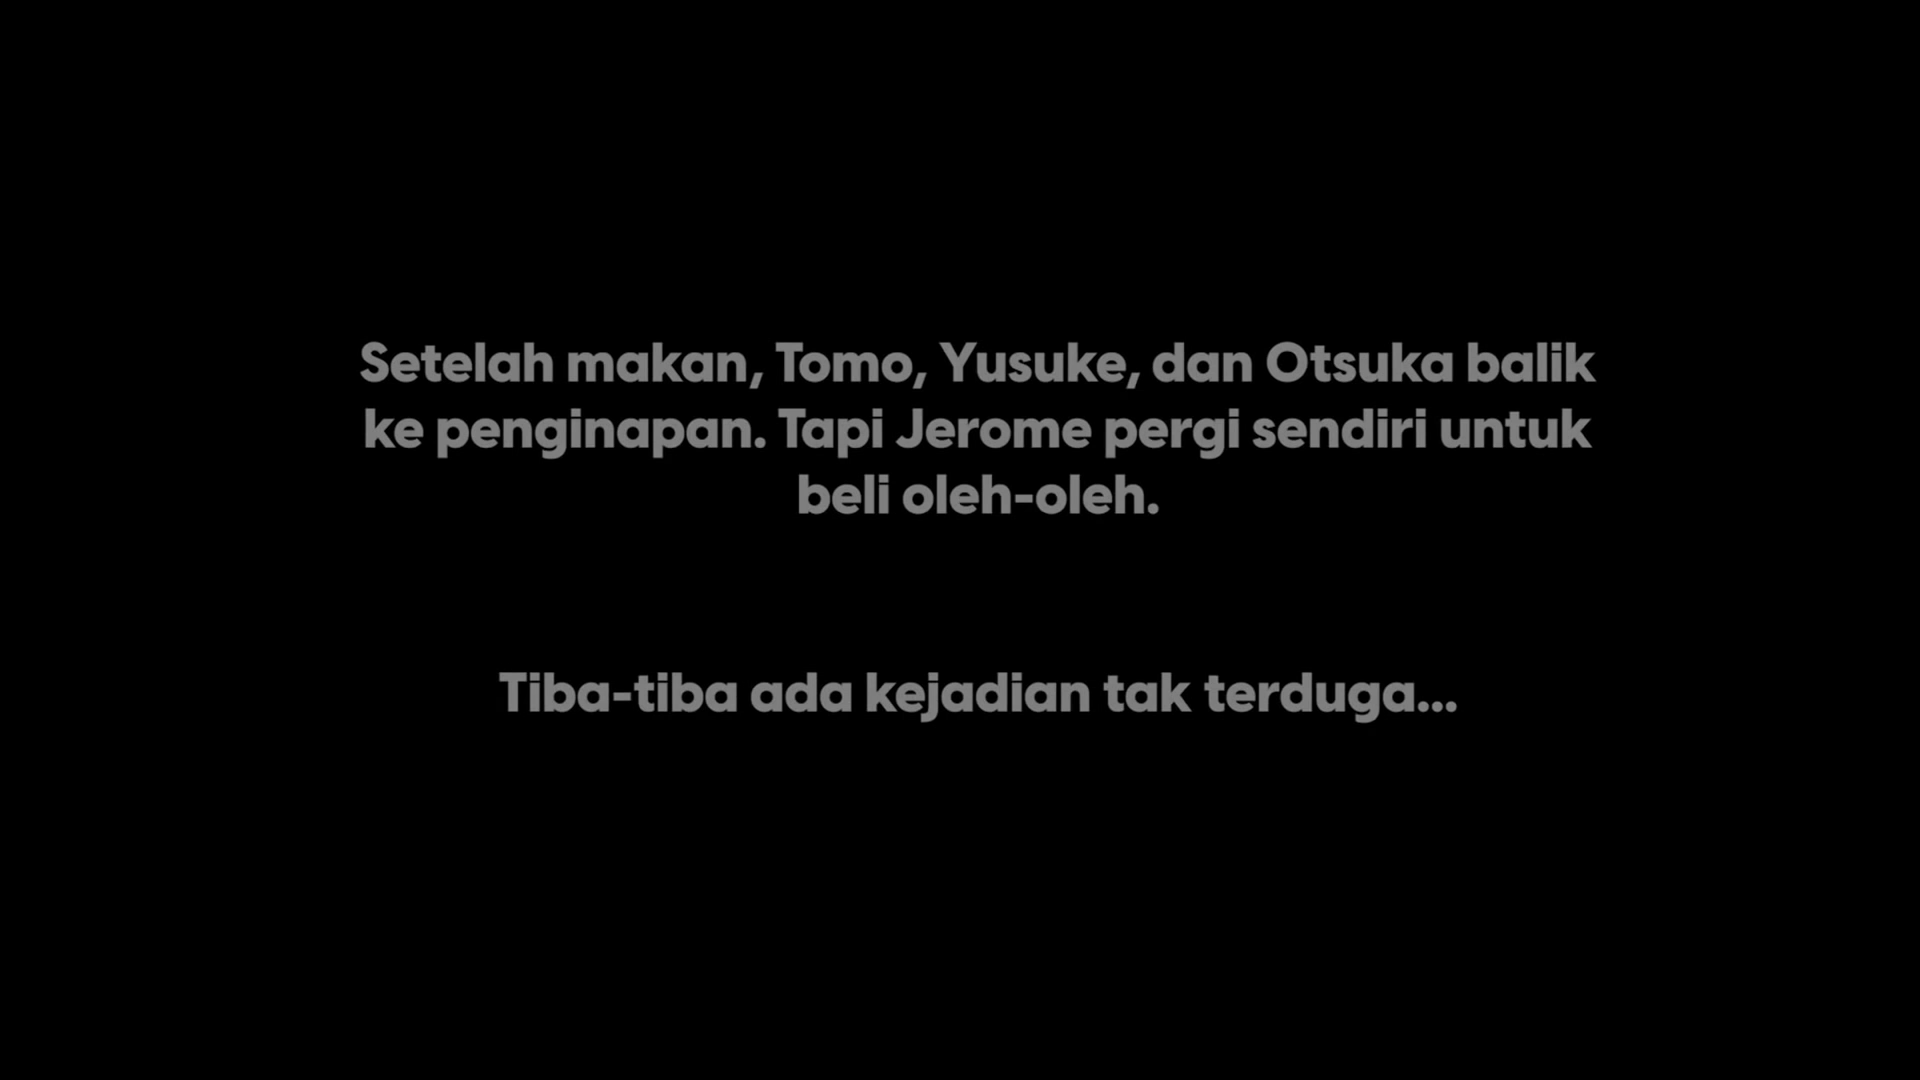 Setelah makan, Tomo, Yusuke, dan Otsuka balik
ke penginapan. Tapi Jerome pergi sendiri untuk
beli oleh-oleh.
Tiba-tiba ada kejadian tak terduga...